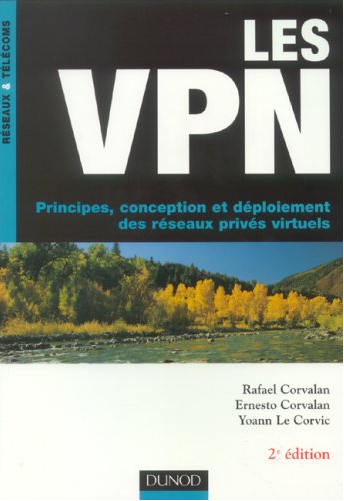 RÉSEAUX & TÉLÉCOMS
LES
VPN
Principes, conception et déploiement
des réseaux privés virtuels
Rafael Corvalan
Ernesto Corvalan
Yoann Le Corvic
2e édition
DUNOD